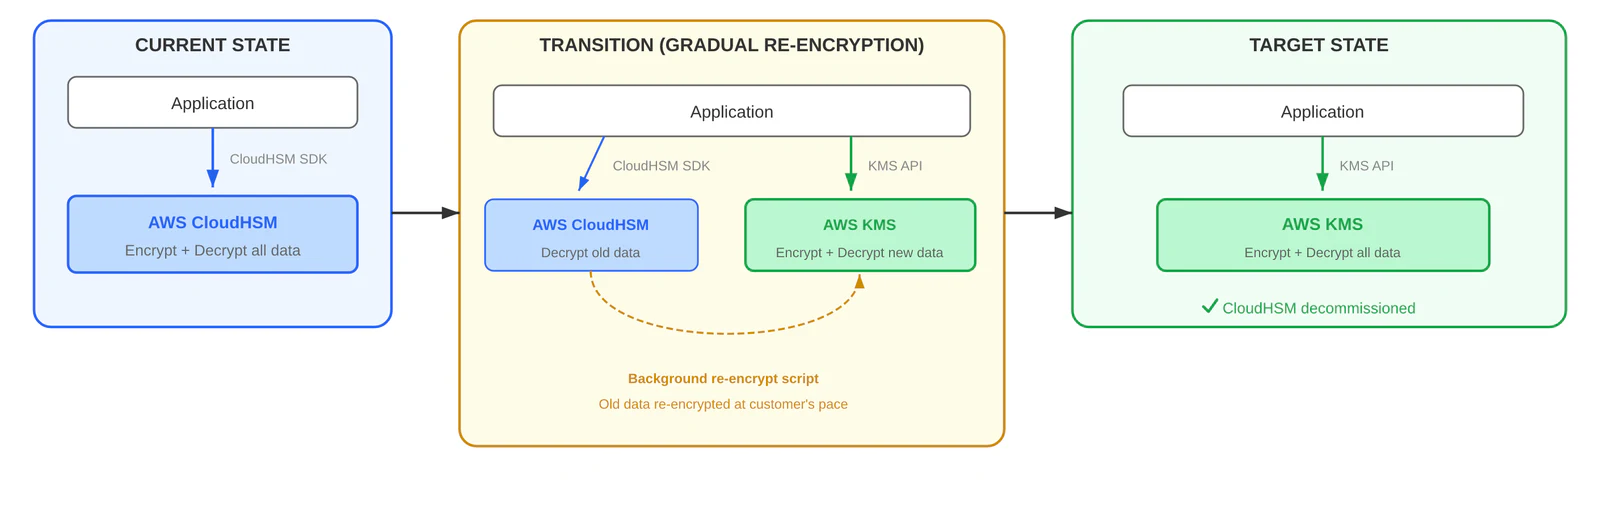 CURRENT STATE
Application
CloudHSM SDK
AWS CloudHSM
Encrypt + Decrypt all data
TRANSITION (GRADUAL RE-ENCRYPTION)
Application
CloudHSM SDK
KMS API
AWS CloudHSM
Decrypt old data
AWS KMS
Encrypt + Decrypt new data
Background re-encrypt script
Old data re-encrypted at customer's pace
TARGET STATE
Application
KMS API
AWS KMS
Encrypt + Decrypt all data
CloudHSM decommissioned